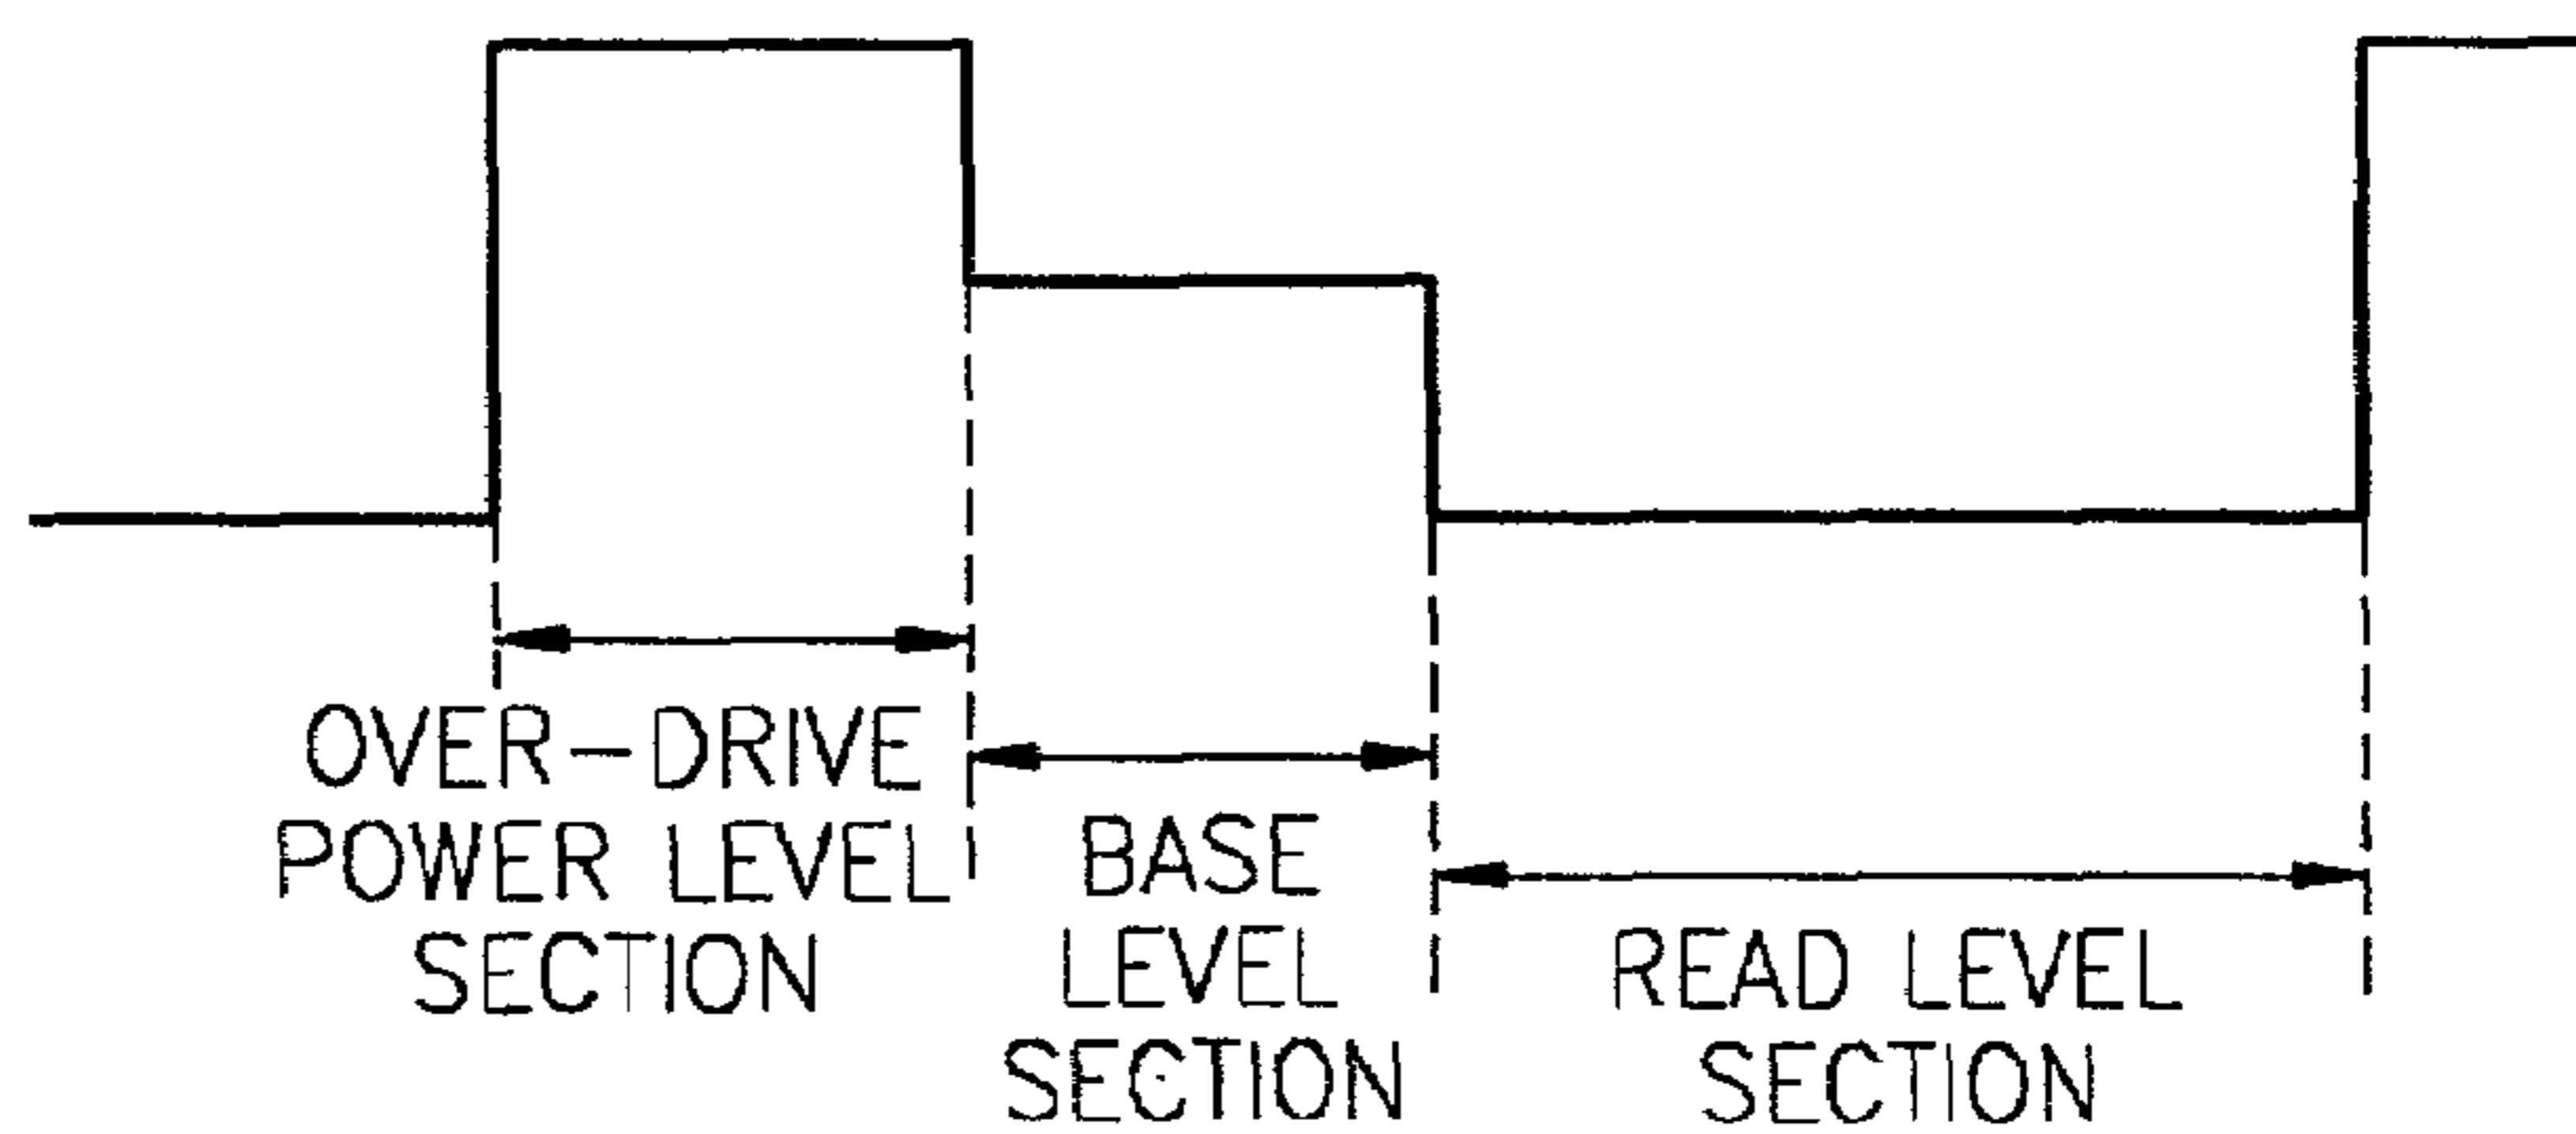 OVER-DRIVE
POWER LEVEL
SECTION
BASE
LEVEL
SECTION
READ LEVEL
SECTION